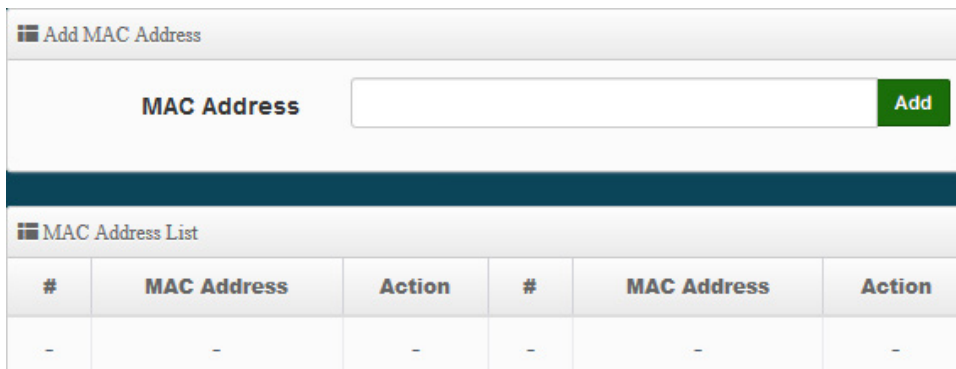 Add MAC Address
MAC Address Add
MAC Address List
# MAC Address Action # MAC Address Action
- - - - - -